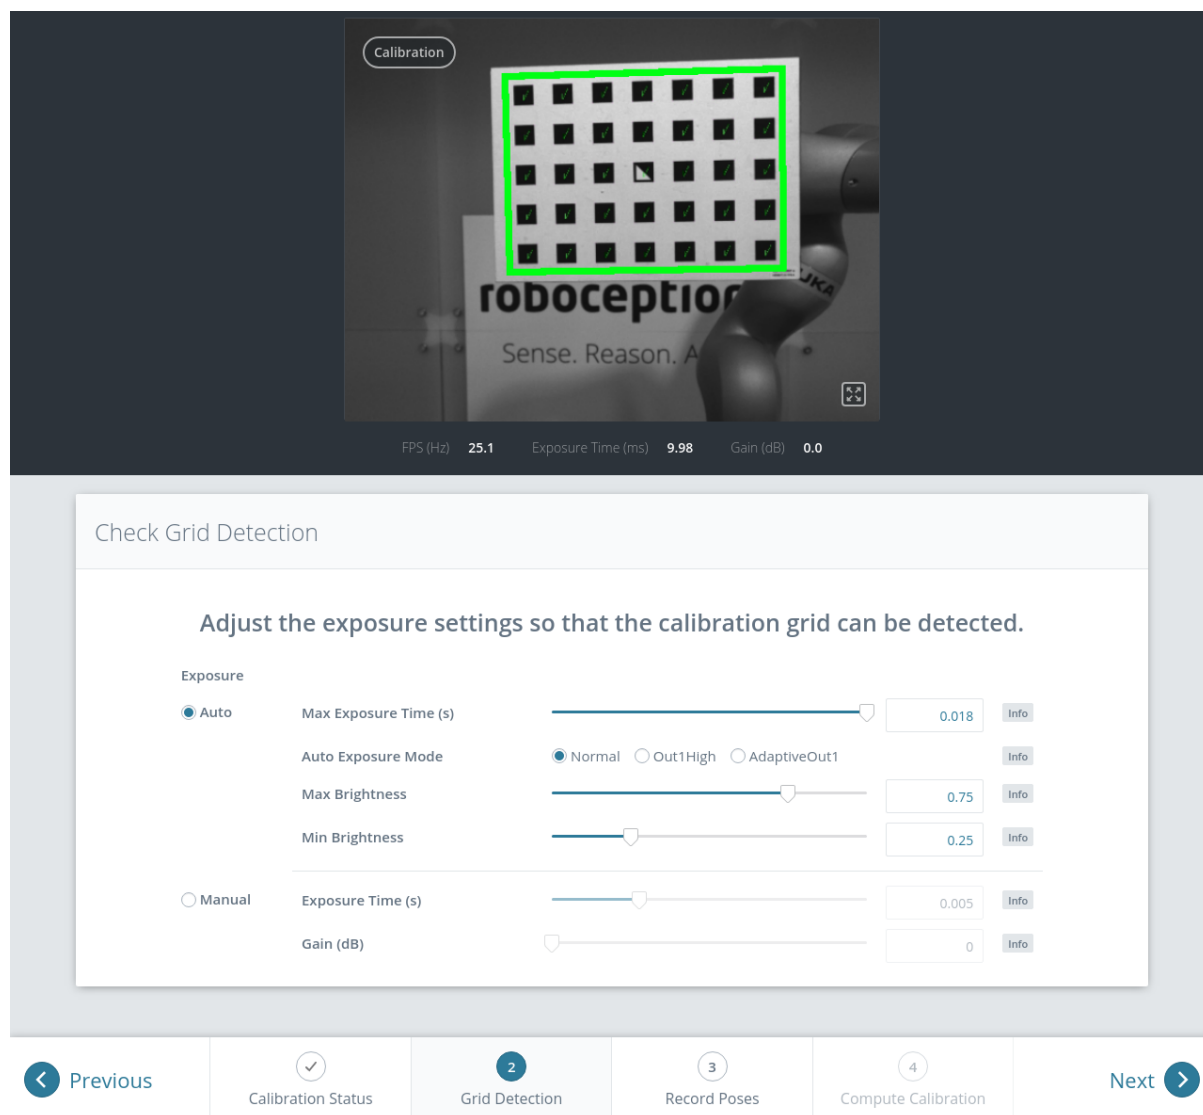 Calibration
roboception
Sense. Reason. A
FPS (Hz) 25.1 Exposure Time (ms) 9.98 Gain (dB) 0.0
Check Grid Detection
Adjust the exposure settings so that the calibration grid can be detected.
Exposure
Auto Max Exposure Time (s) 0.018 Info
Auto Exposure Mode Normal Out1High AdaptiveOut1 Info
Max Brightness 0.75 Info
Min Brightness 0.25 Info
Manual Exposure Time (s) 0.005 Info
Gain (dB) 0 Info
Previous
Calibration Status
2
Grid Detection
3
Record Poses
4
Compute Calibration
Next